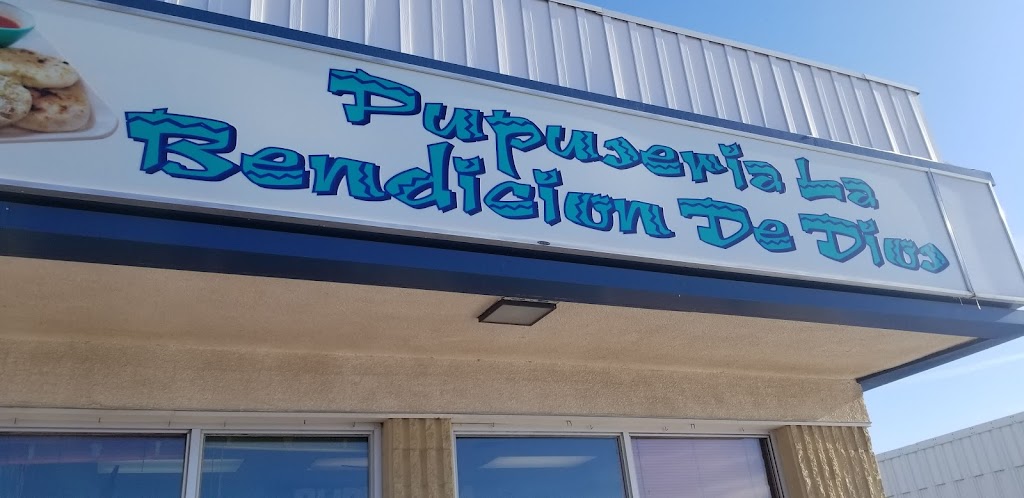 Pupuseria La
Bendicion De Dios